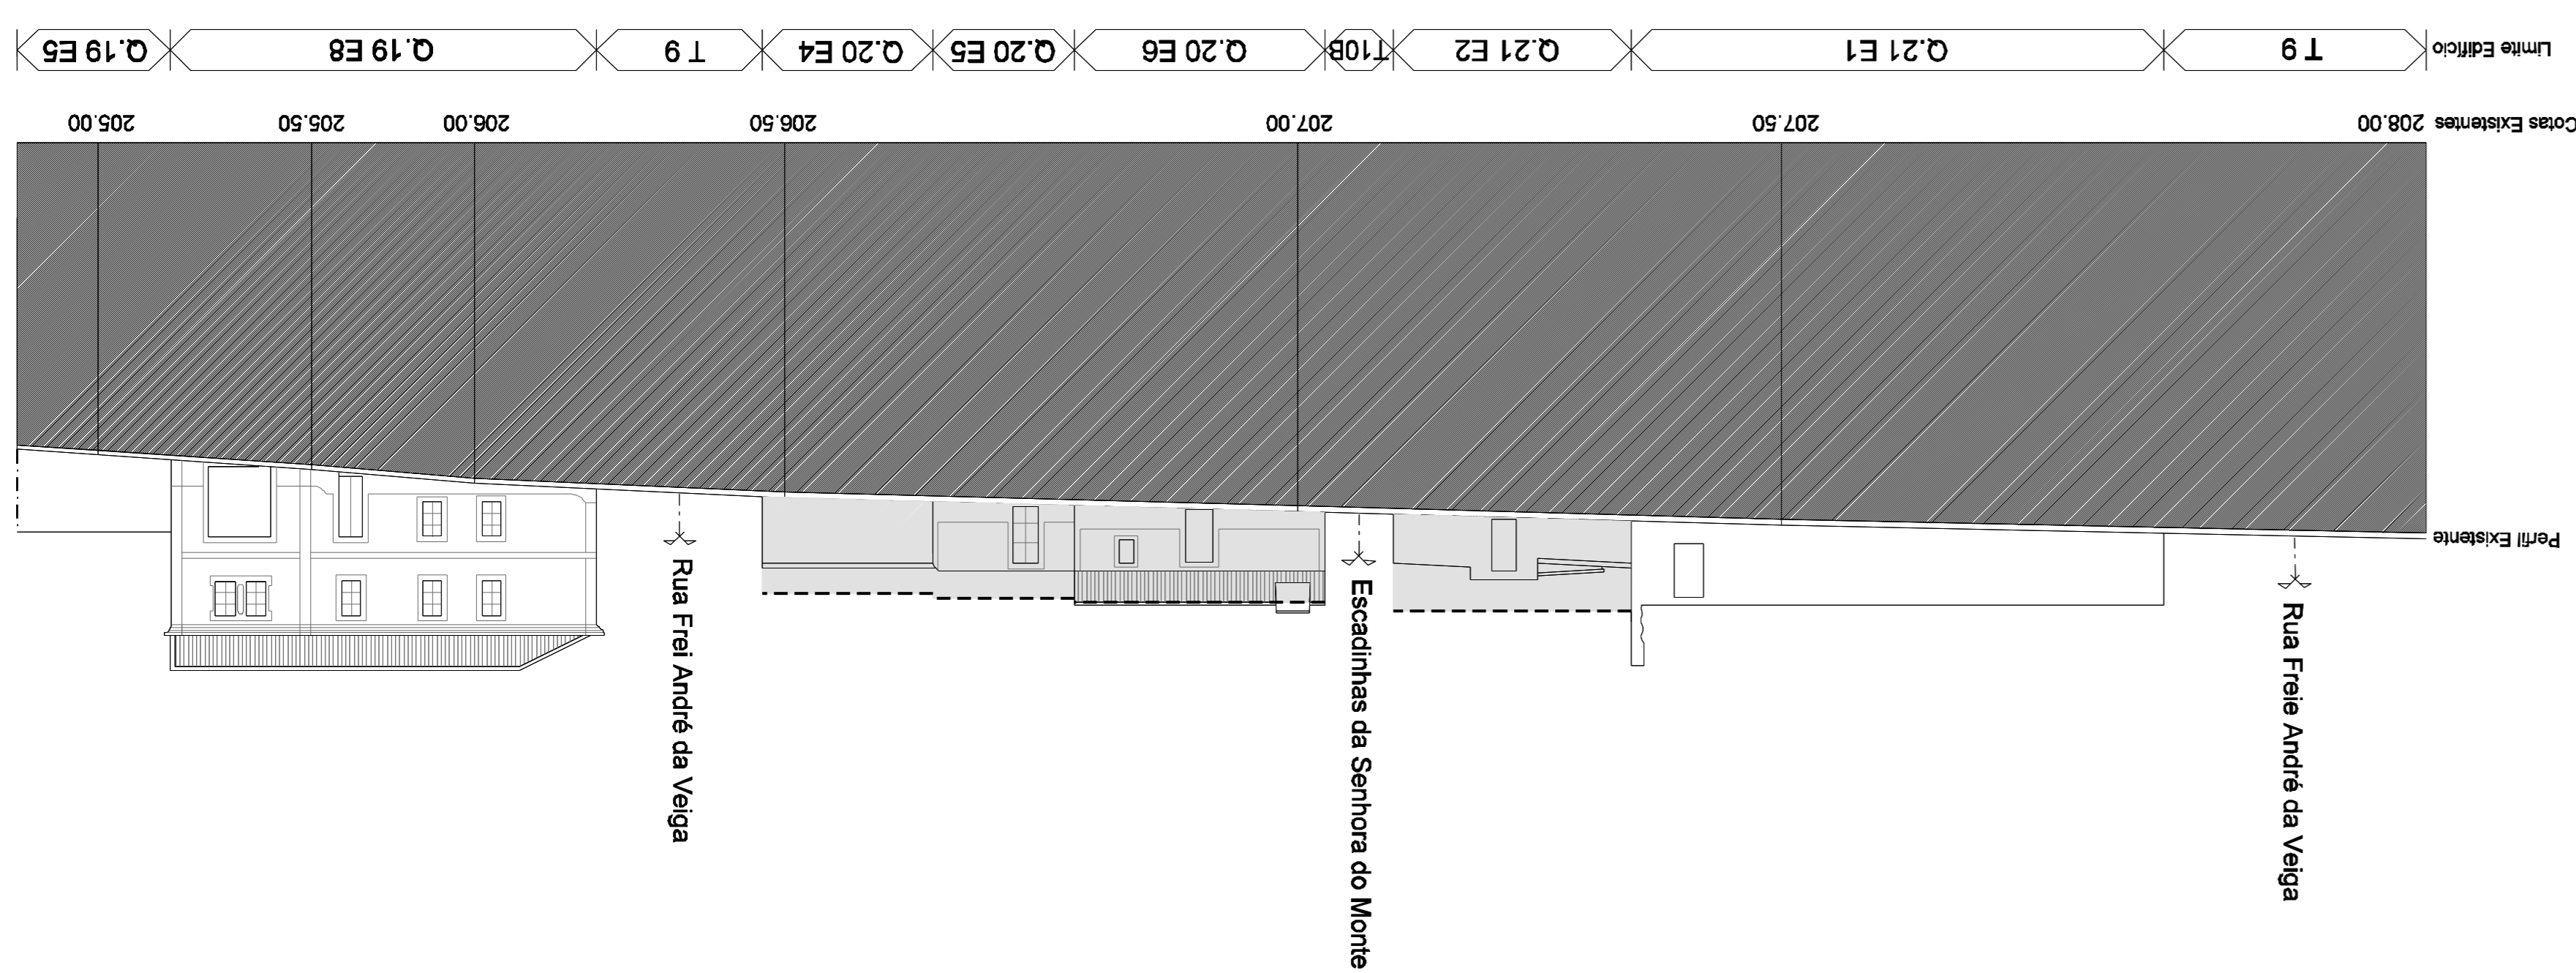 Rua Freie André da Veiga
Escadinhas da Senhora do Monte
Rua Frei André da Veiga
Perfil Existente
Cotas Existentes 208.00 207.50 207.00 206.50 206.00 205.50 205.00
Limite Edifício T 9 Q.21 E1 Q.21 E2 T10B Q.20 E6 Q.20 E5 Q.20 E4 T 9 Q.19 E8 Q.19 E5